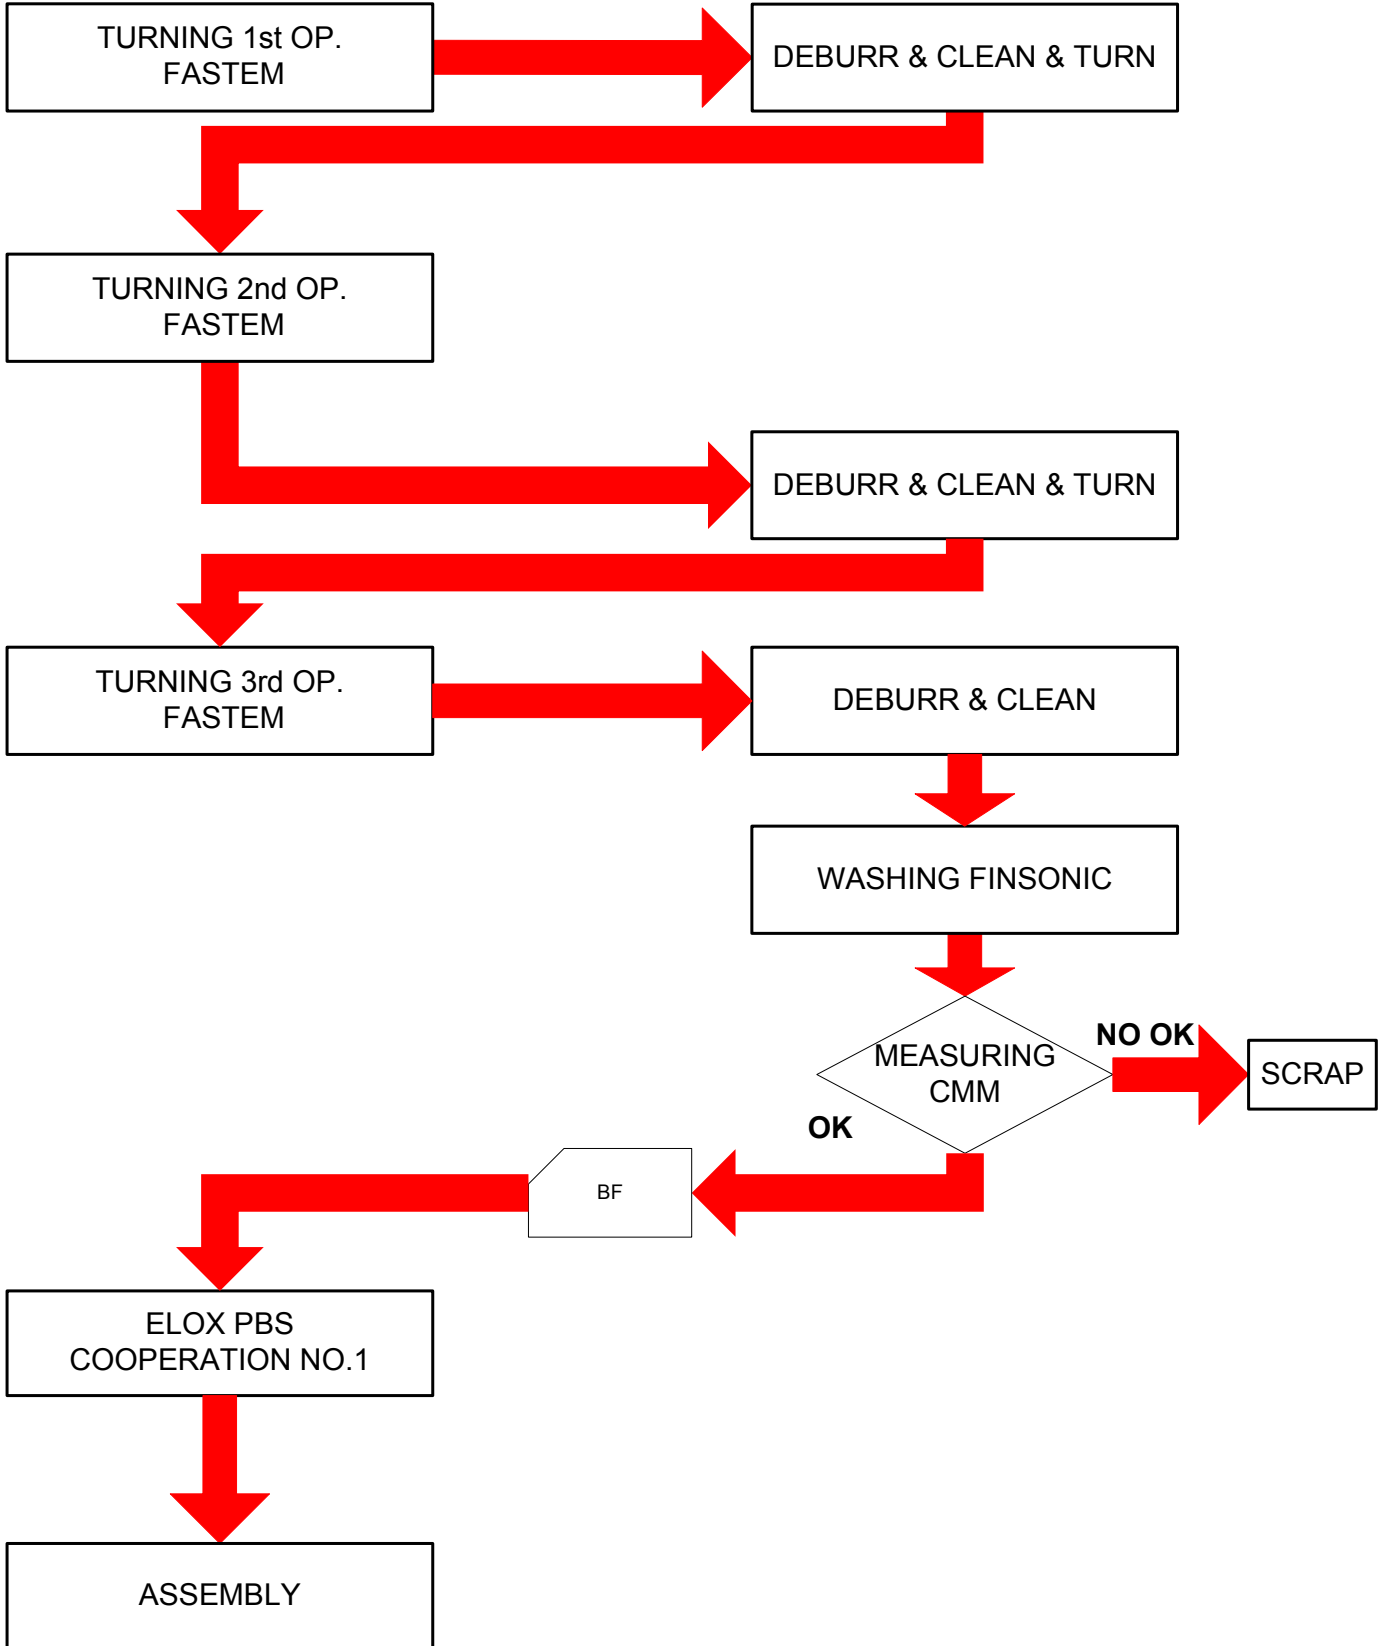 TURNING 1st OP.
FASTEM
DEBURR & CLEAN & TURN
TURNING 2nd OP.
FASTEM
DEBURR & CLEAN & TURN
TURNING 3rd OP.
FASTEM
DEBURR & CLEAN
WASHING FINSONIC
MEASURING
CMM
NO OK
SCRAP
OK
BF
ELOX PBS
COOPERATION NO.1
ASSEMBLY